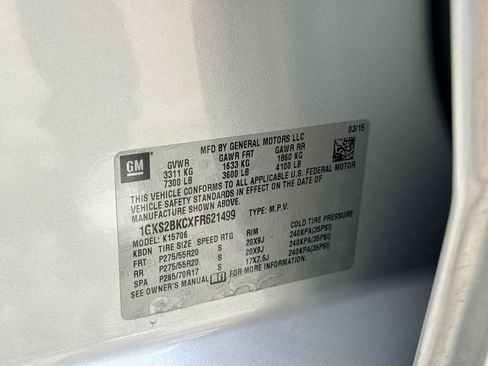 GM
MFD BY GENERAL MOTORS LLC 03/15
GVWR GAWR FRT GAWR RR
3311 KG 1633 KG 1860 KG
7300 LB 3600 LB 4100 LB
THIS VEHICLE CONFORMS TO ALL APPLICABLE U.S. FEDERAL MOTOR
VEHICLE SAFETY STANDARDS IN EFFECT ON THE DATE OF
MANUFACTURE SHOWN ABOVE.
1GKS2BKCXFR621499 TYPE: M.P.V.
MODEL: K15706
KBDN TIRE SIZE SPEED RTG RIM COLD TIRE PRESSURE
FRT P275/55R20 S 20X9J 240KPA(35PSI)
RR P275/55R20 S 20X9J 240KPA(35PSI)
SPA P265/70R17 S 17X7.5J 240KPA(35PSI)
SEE OWNER'S MANUAL FOR MORE INFORMATION.